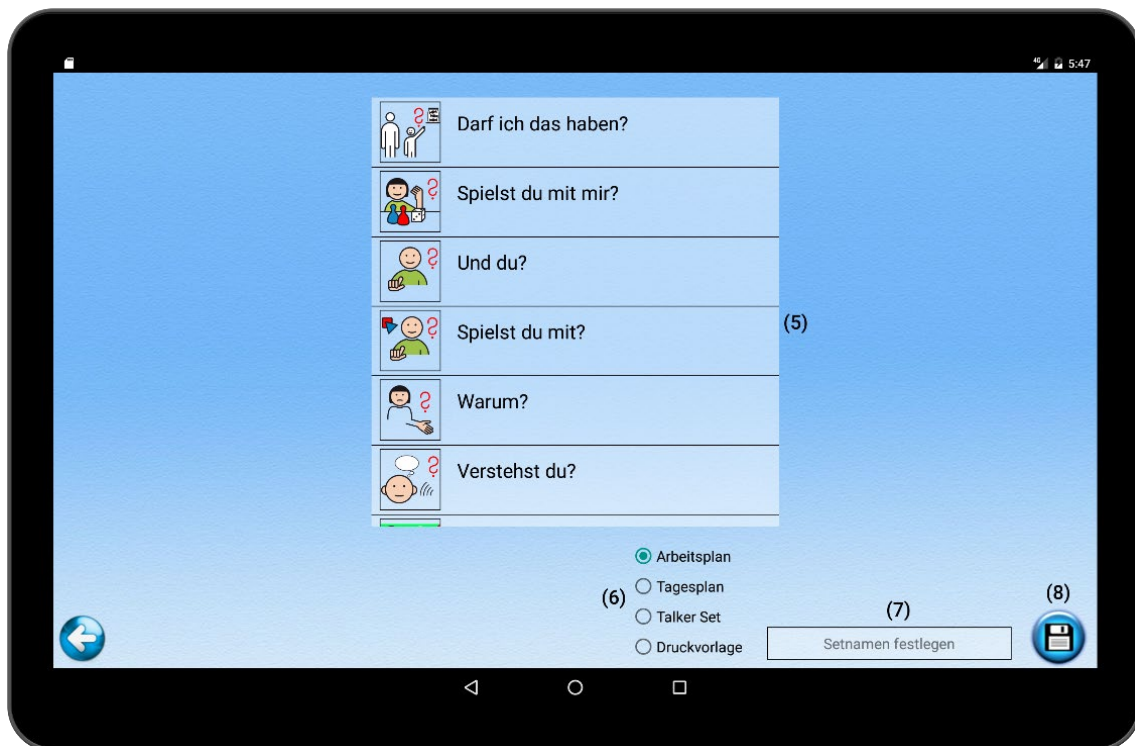 4G 5:47
Darf ich das haben?
Spielst du mit mir?
Und du?
Spielst du mit?
(5)
Warum?
Verstehst du?
Arbeitsplan
(6)
Tagesplan
Talker Set
Druckvorlage
(7)
Setnamen festlegen
(8)